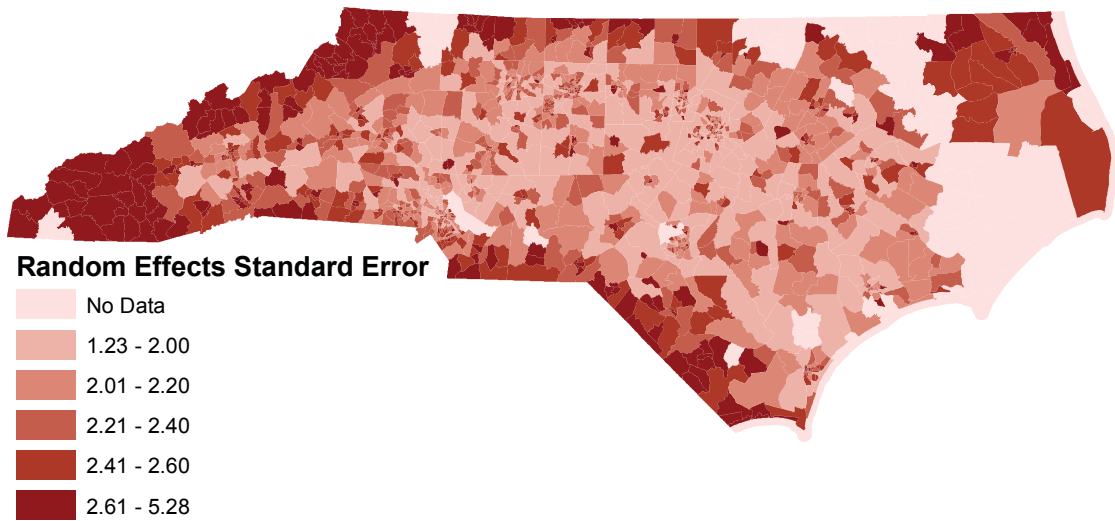 Random Effects Standard Error
No Data
1.23 - 2.00
2.01 - 2.20
2.21 - 2.40
2.41 - 2.60
2.61 - 5.28